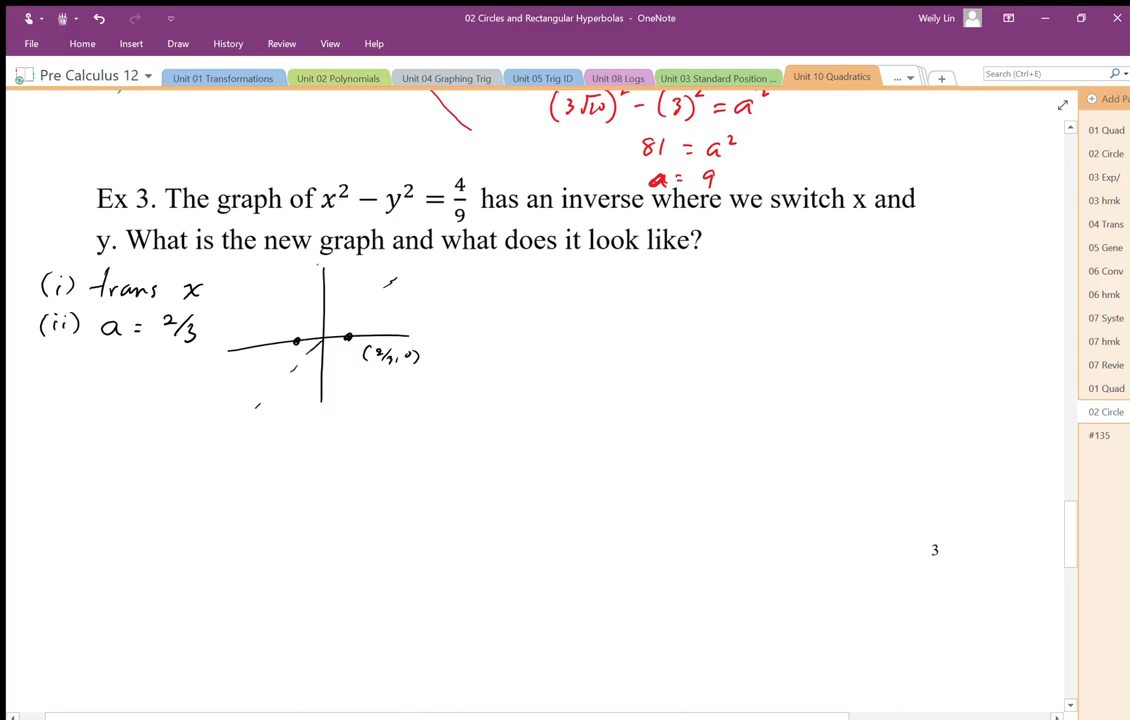 02 Circles and Rectangular Hyperbolas - OneNote
Weily Lin
File Home Insert Draw History Review View Help
Pre Calculus 12
Unit 01 Transformations
Unit 02 Polynomials
Unit 04 Graphing Trig
Unit 05 Trig ID
Unit 08 Logs
Unit 03 Standard Position ...
Unit 10 Quadratics
...
Search (Ctrl+E)
Add Pa
01 Quad
02 Circle
03 Exp/
03 hmk
04 Trans
05 Gene
06 Conv
06 hmk
07 Syste
07 hmk
07 Revie
01 Quad
02 Circle
#135
(3√10)² - (3)² = a²
81 = a²
a = 9
Ex 3. The graph of x² − y² = 4/9 has an inverse where we switch x and
y. What is the new graph and what does it look like?
(i) trans x
(ii) a = 2/3
(2/3, 0)
3